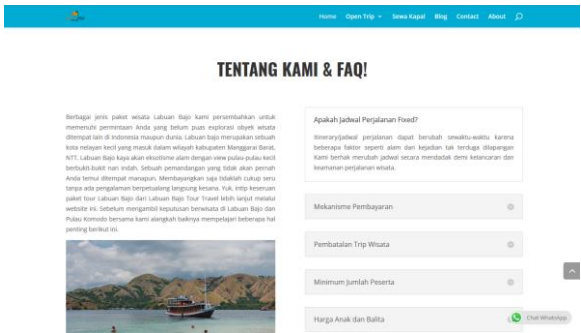 Home Open Trip Sewa Kapal Blog Contact About
TENTANG KAMI & FAQ!
Berbagai jenis paket wisata Labuan Bajo kami persembahkan untuk
memenuhi permintaan Anda yang belum puas explorasi obyek wisata
ditempat lain di Indonesia maupun dunia. Labuan bajo merupakan sebuah
kota nelayan kecil yang masuk dalam wilayah kabupaten Manggarai Barat,
NTT. Labuan Bajo kaya akan eksotisme alam dengan view pulau-pulau kecil
berbukit-bukit nan indah. Sebuah pemandangan yang tidak akan pernah
Anda temui ditempat manapun. Membayangkan saja tidaklah cukup seru
tanpa ada pengalaman berpetualang langsung kesana. Yuk, intip keseruan
paket tour Labuan Bajo dari Labuan Bajo Tour Travel lebih lanjut melalui
website ini. Sebelum mengambil keputusan berwisata di Labuan Bajo dan
Pulau Komodo bersama kami alangkah baiknya mempelajari beberapa hal
penting berikut ini.
Apakah Jadwal Perjalanan Fixed?
Itinerary/jadwal perjalanan dapat berubah sewaktu-waktu karena
beberapa faktor seperti alam dan kejadian tak terduga dilapangan
Kami berhak merubah jadwal secara mendadak demi kelancaran dan
keamanan perjalanan wisata.
Mekanisme Pembayaran
Pembatalan Trip Wisata
Minimum Jumlah Peserta
Harga Anak dan Balita
Chat WhatsApp